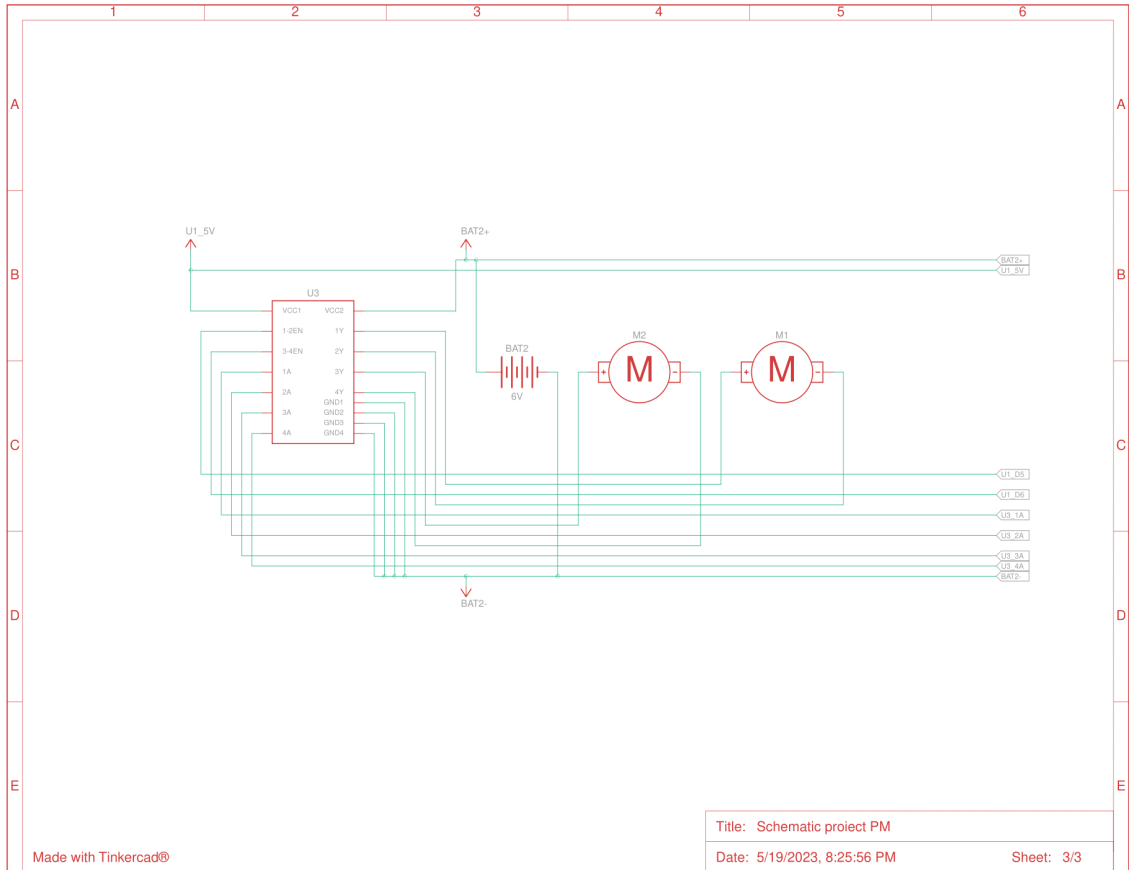 1 2 3 4 5 6
A A
U1_5V BAT2+
B B
BAT2+
U1_5V
U3
VCC1 VCC2
1-2EN 1Y
3-4EN 2Y
1A 3Y
2A 4Y
GND1
3A GND2
GND3
4A GND4
BAT2
6V
M2
+ M -
M1
+ M -
C C
U1_D5
U1_D6
U3_1A
U3_2A
U3_3A
U3_4A
BAT2-
BAT2-
D D
E E
Title: Schematic proiect PM
Made with Tinkercad®
Date: 5/19/2023, 8:25:56 PM Sheet: 3/3